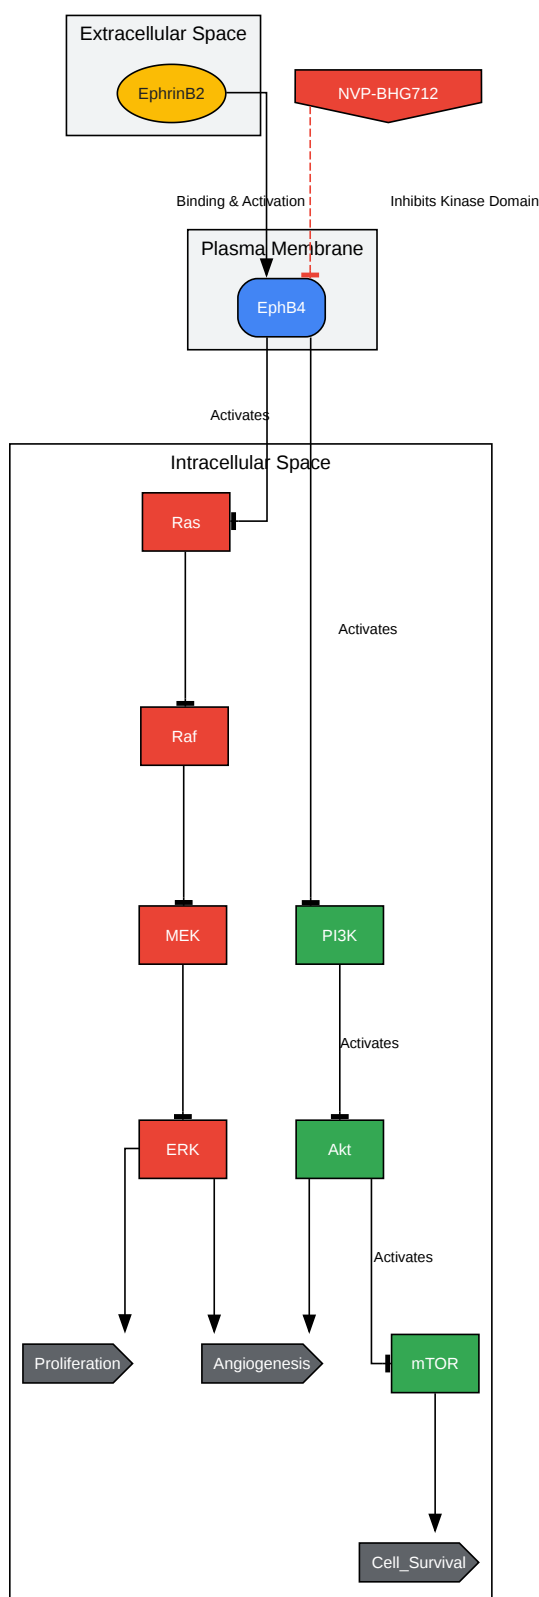 Extracellular Space
EphrinB2
NVP-BHG712
Binding & Activation
Inhibits Kinase Domain
Plasma Membrane
EphB4
Activates
Intracellular Space
Ras
Activates
Raf
MEK
PI3K
Activates
ERK
Akt
Activates
Proliferation
Angiogenesis
mTOR
Cell_Survival